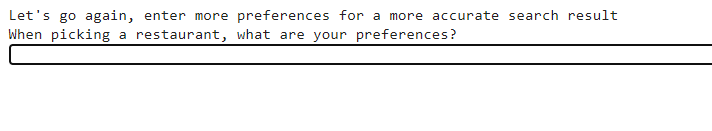 Let's go again, enter more preferences for a more accurate search result
When picking a restaurant, what are your preferences?